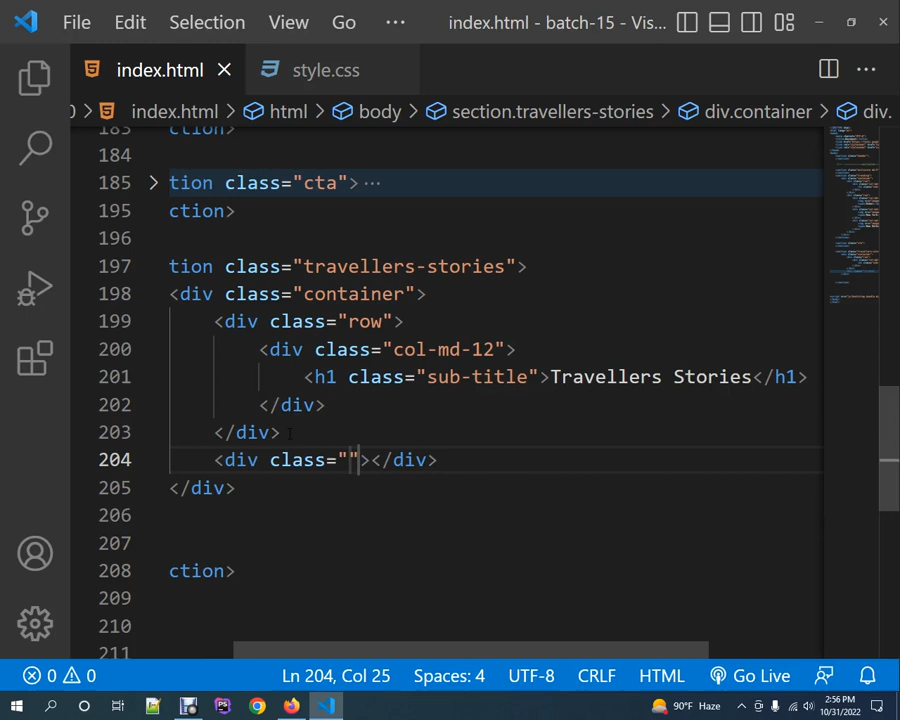 File Edit Selection View Go ··· index.html - batch-15 - Vis...
index.html style.css
index.html > html > body > section.travellers-stories > div.container > div.
183 ction>
184
185 tion class="cta"> ···
195 ction>
196
197 tion class="travellers-stories">
198 <div class="container">
199 <div class="row">
200 <div class="col-md-12">
201 <h1 class="sub-title">Travellers Stories</h1>
202 </div>
203 </div>
204 <div class=""></div>
205 </div>
206
207
208 ction>
209
210
211
0 0 Ln 204, Col 25 Spaces: 4 UTF-8 CRLF HTML Go Live
90°F Haze 2:56 PM
10/31/2022